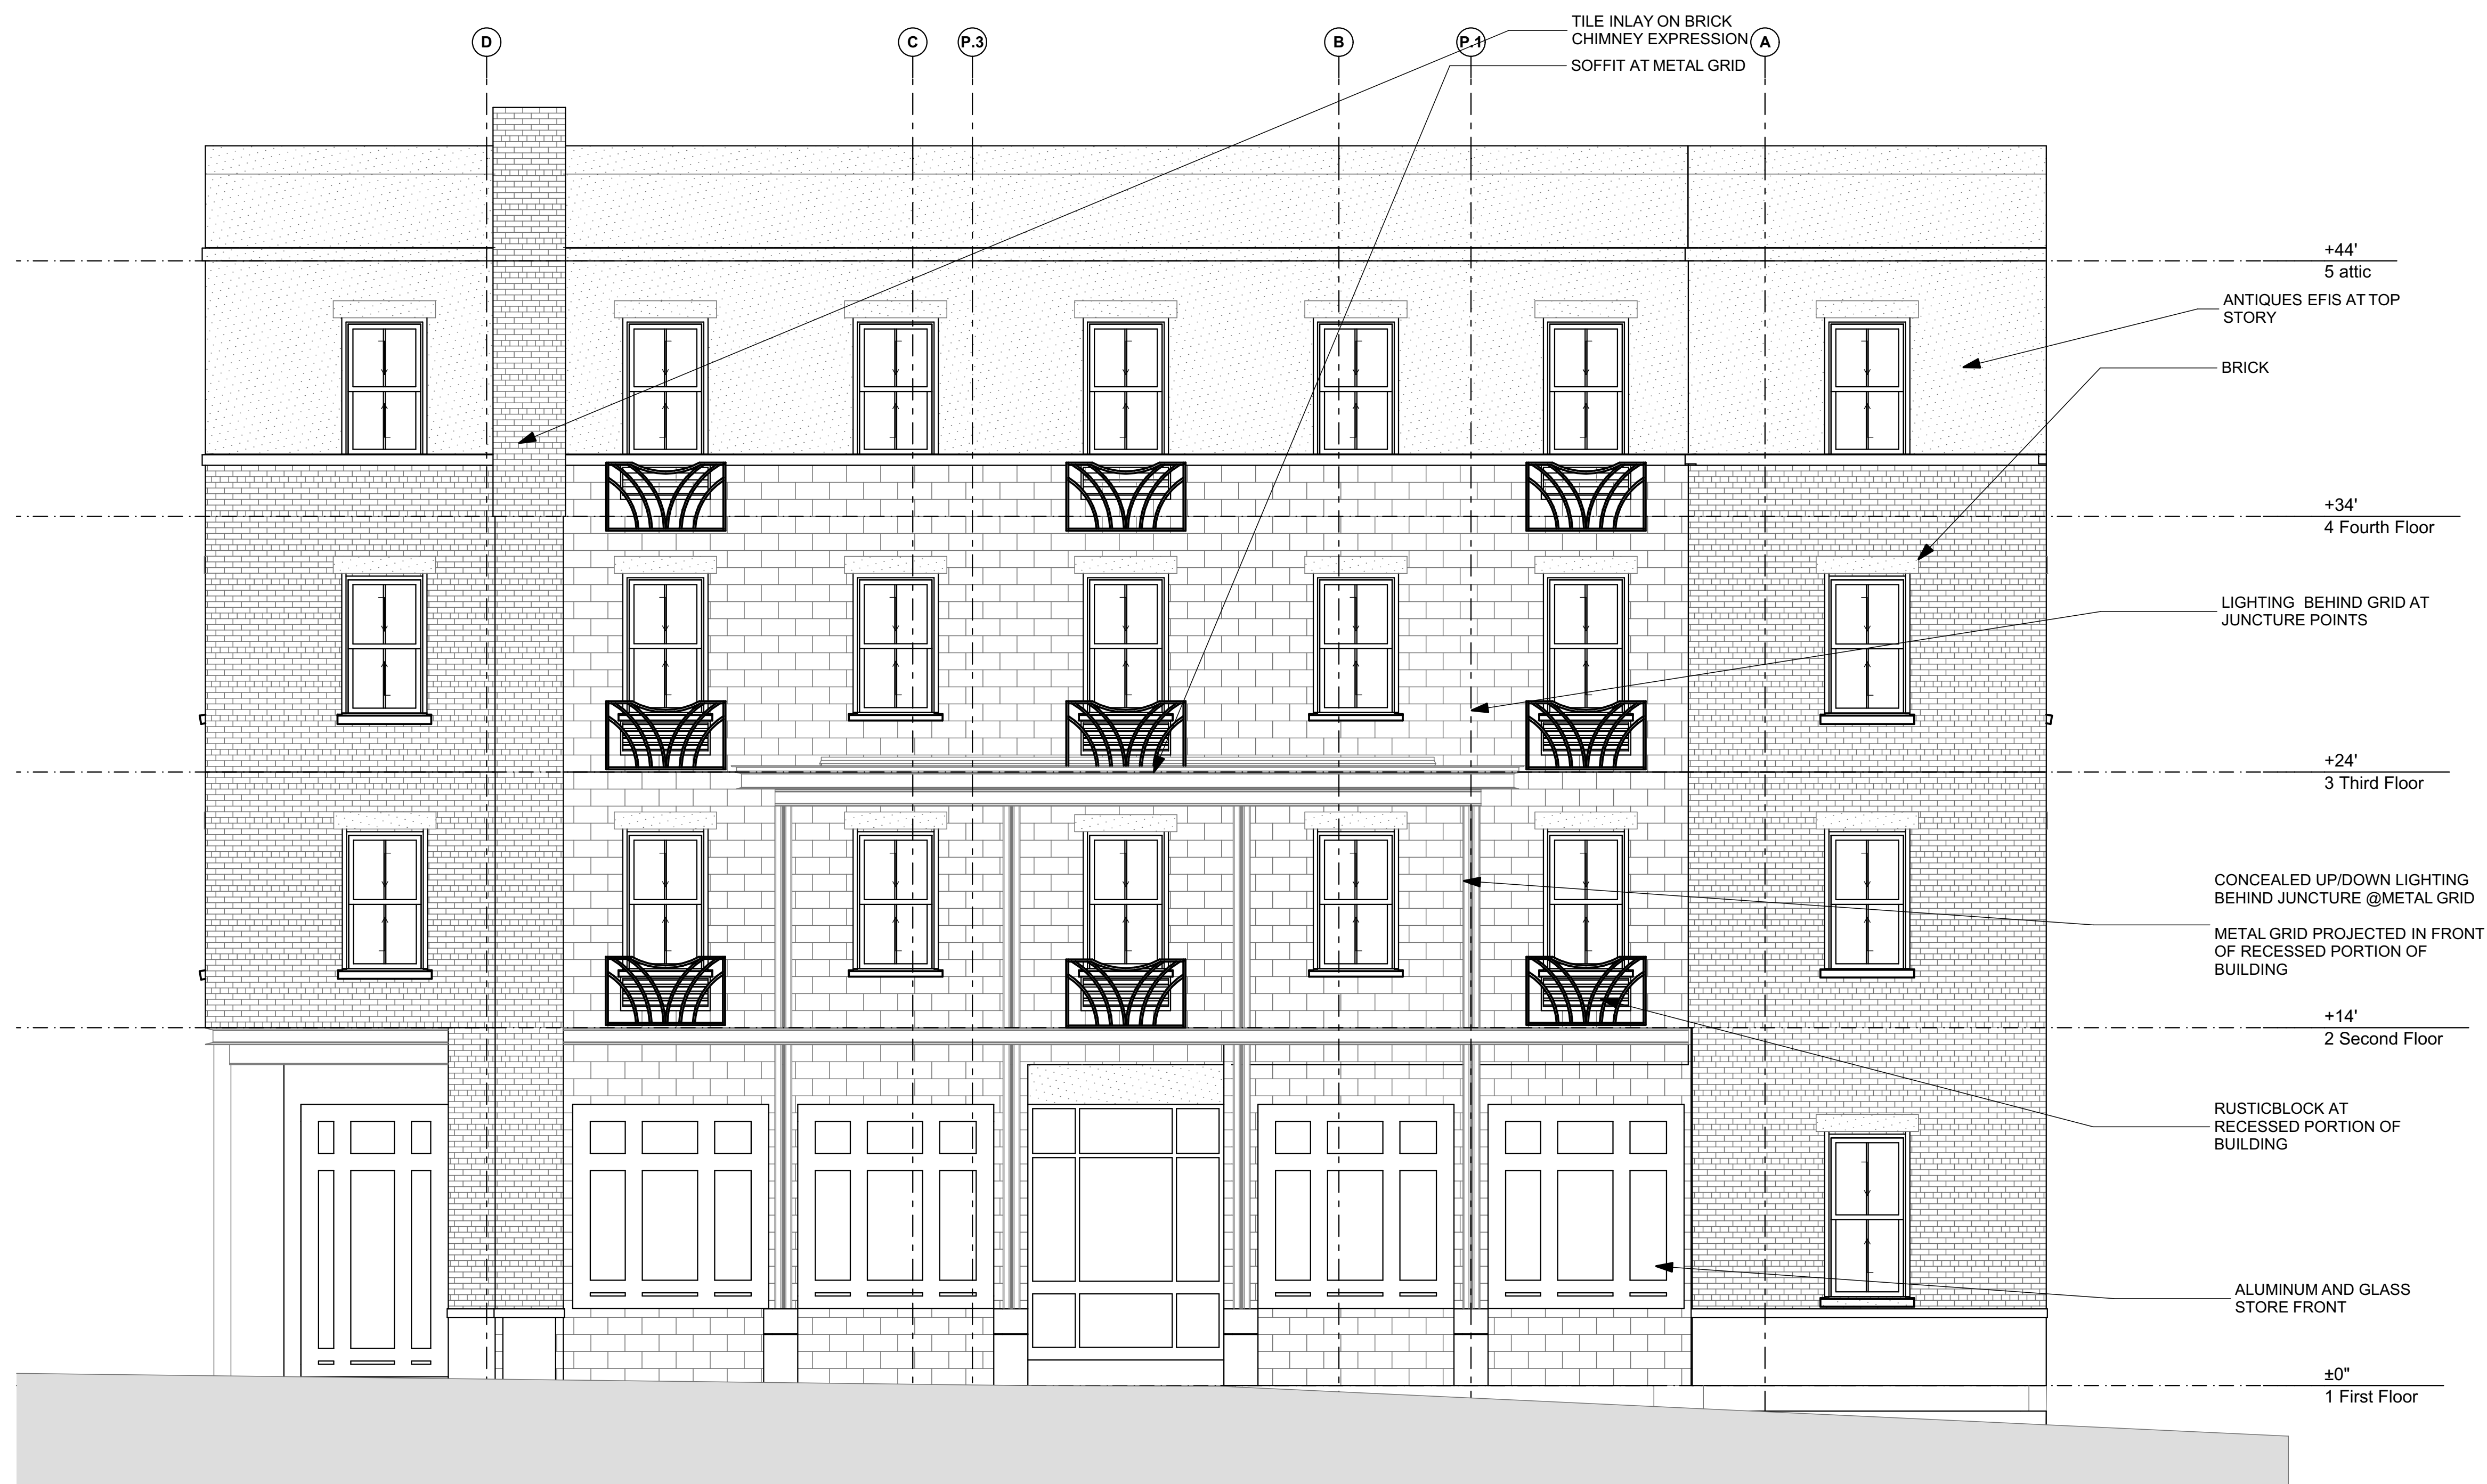 D
C
P.3
B
P.1
A
TILE INLAY ON BRICK
CHIMNEY EXPRESSION
SOFFIT AT METAL GRID
+44'
5 attic
ANTIQUES EFIS AT TOP
STORY
BRICK
+34'
4 Fourth Floor
LIGHTING BEHIND GRID AT
JUNCTURE POINTS
+24'
3 Third Floor
CONCEALED UP/DOWN LIGHTING
BEHIND JUNCTURE @METAL GRID
METAL GRID PROJECTED IN FRONT
OF RECESSED PORTION OF
BUILDING
+14'
2 Second Floor
RUSTICBLOCK AT
RECESSED PORTION OF
BUILDING
ALUMINUM AND GLASS
STORE FRONT
±0"
1 First Floor